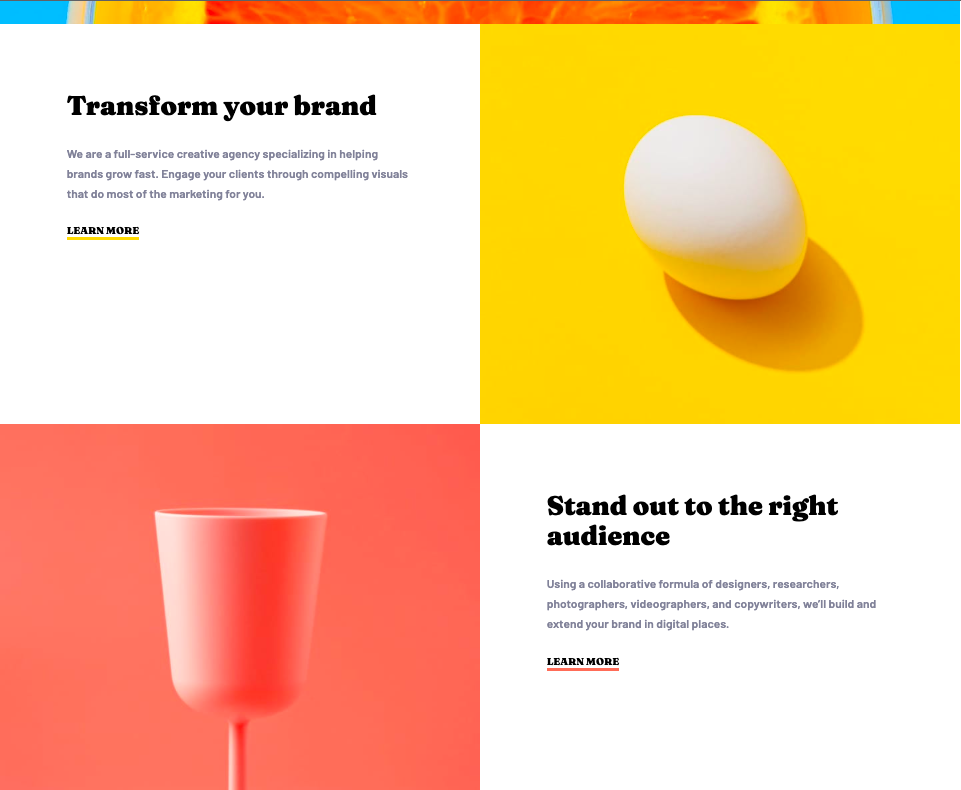 Transform your brand
We are a full-service creative agency specializing in helping
brands grow fast. Engage your clients through compelling visuals
that do most of the marketing for you.
LEARN MORE
Stand out to the right
audience
Using a collaborative formula of designers, researchers,
photographers, videographers, and copywriters, we’ll build and
extend your brand in digital places.
LEARN MORE